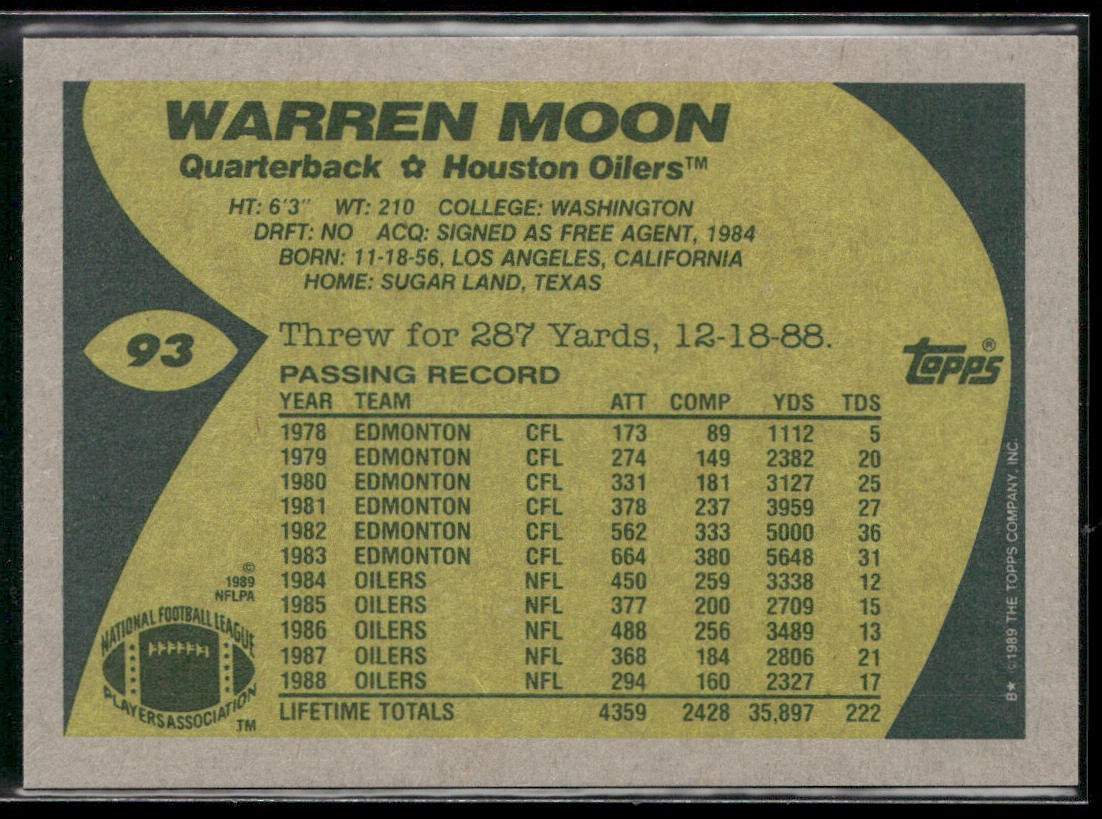 WARREN MOON
Quarterback ✿ Houston Oilers™
HT: 6'3" WT: 210 COLLEGE: WASHINGTON
DRFT: NO ACQ: SIGNED AS FREE AGENT, 1984
BORN: 11-18-56, LOS ANGELES, CALIFORNIA
HOME: SUGAR LAND, TEXAS
93
Threw for 287 Yards, 12-18-88.
topps®
PASSING RECORD
YEAR TEAM ATT COMP YDS TDS
1978 EDMONTON CFL 173 89 1112 5
1979 EDMONTON CFL 274 149 2382 20
1980 EDMONTON CFL 331 181 3127 25
1981 EDMONTON CFL 378 237 3959 27
1982 EDMONTON CFL 562 333 5000 36
1983 EDMONTON CFL 664 380 5648 31
1984 OILERS NFL 450 259 3338 12
1985 OILERS NFL 377 200 2709 15
1986 OILERS NFL 488 256 3489 13
1987 OILERS NFL 368 184 2806 21
1988 OILERS NFL 294 160 2327 17
LIFETIME TOTALS 4359 2428 35,897 222
©
1989
NFLPA
NATIONAL FOOTBALL LEAGUE
PLAYERS ASSOCIATION
TM
B★ ©1989 THE TOPPS COMPANY, INC.